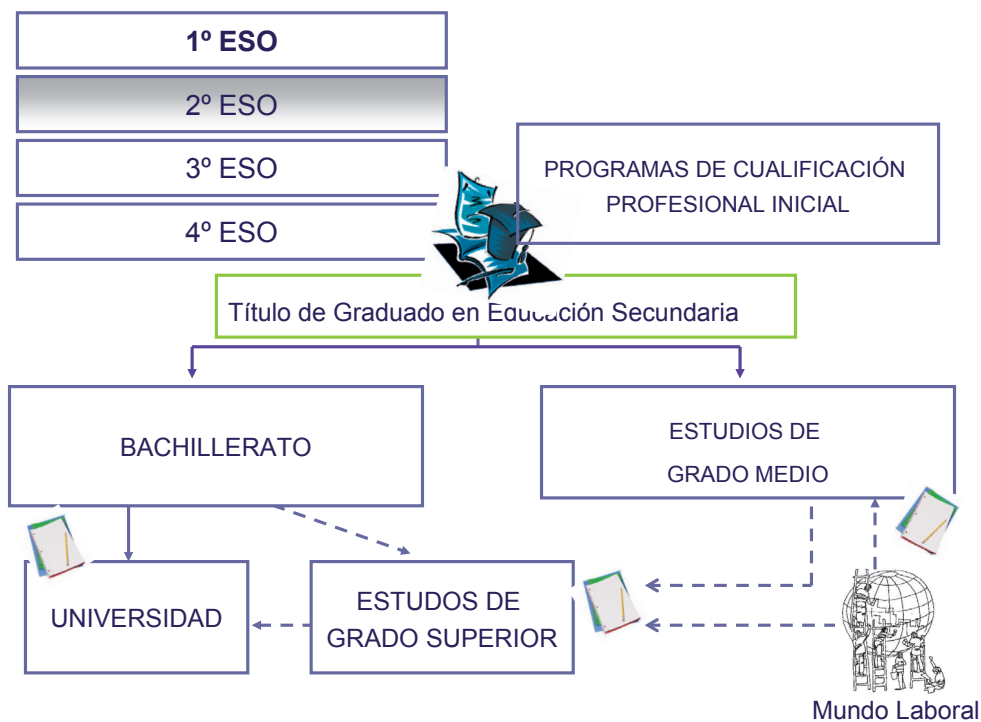 1º ESO
2º ESO
3º ESO
4º ESO
PROGRAMAS DE CUALIFICACIÓN
PROFESIONAL INICIAL
Título de Graduado en Educación Secundaria
BACHILLERATO
ESTUDIOS DE
GRADO MEDIO
UNIVERSIDAD
ESTUDOS DE
GRADO SUPERIOR
Mundo Laboral